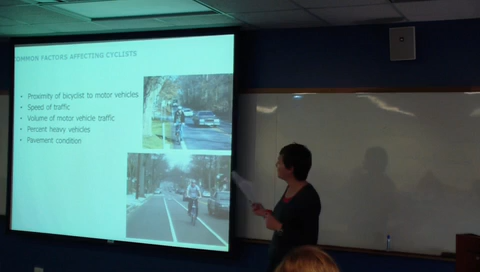 COMMON FACTORS AFFECTING CYCLISTS
• Proximity of bicyclist to motor vehicles
• Speed of traffic
• Volume of motor vehicle traffic
• Percent heavy vehicles
• Pavement condition